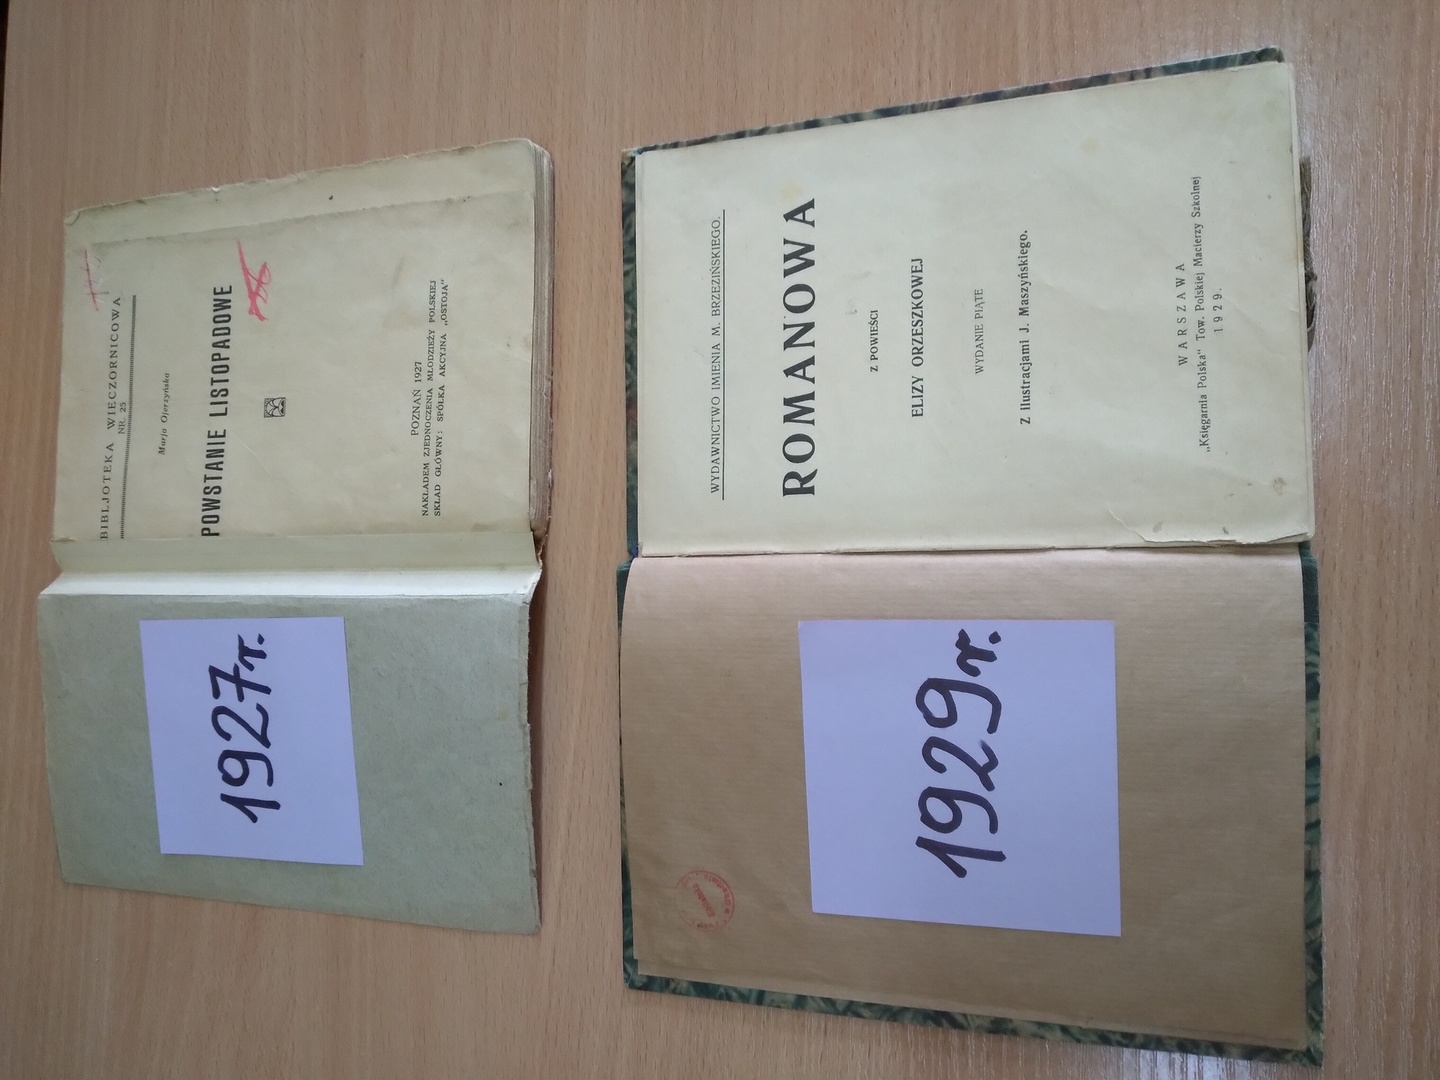 BIBLJOTEKA WIECZORNICOWA
NR. 25
Marja Ojerzyńska
POWSTANIE LISTOPADOWE
POZNAŃ 1927
NAKŁADEM ZJEDNOCZENIA MŁODZIEŻY POLSKIEJ
SKŁAD GŁÓWNY: SPÓŁKA AKCYJNA „OSTOJA"
1927r.
WYDAWNICTWO IMIENIA M. BRZEZIŃSKIEGO.
ROMANOWA
Z POWIEŚCI
ELIZY ORZESZKOWEJ
WYDANIE PIĄTE
Z ilustracjami J. Maszyńskiego.
WARSZAWA
„Księgarnia Polska" Tow. Polskiej Macierzy Szkolnej
1929.
1929r.